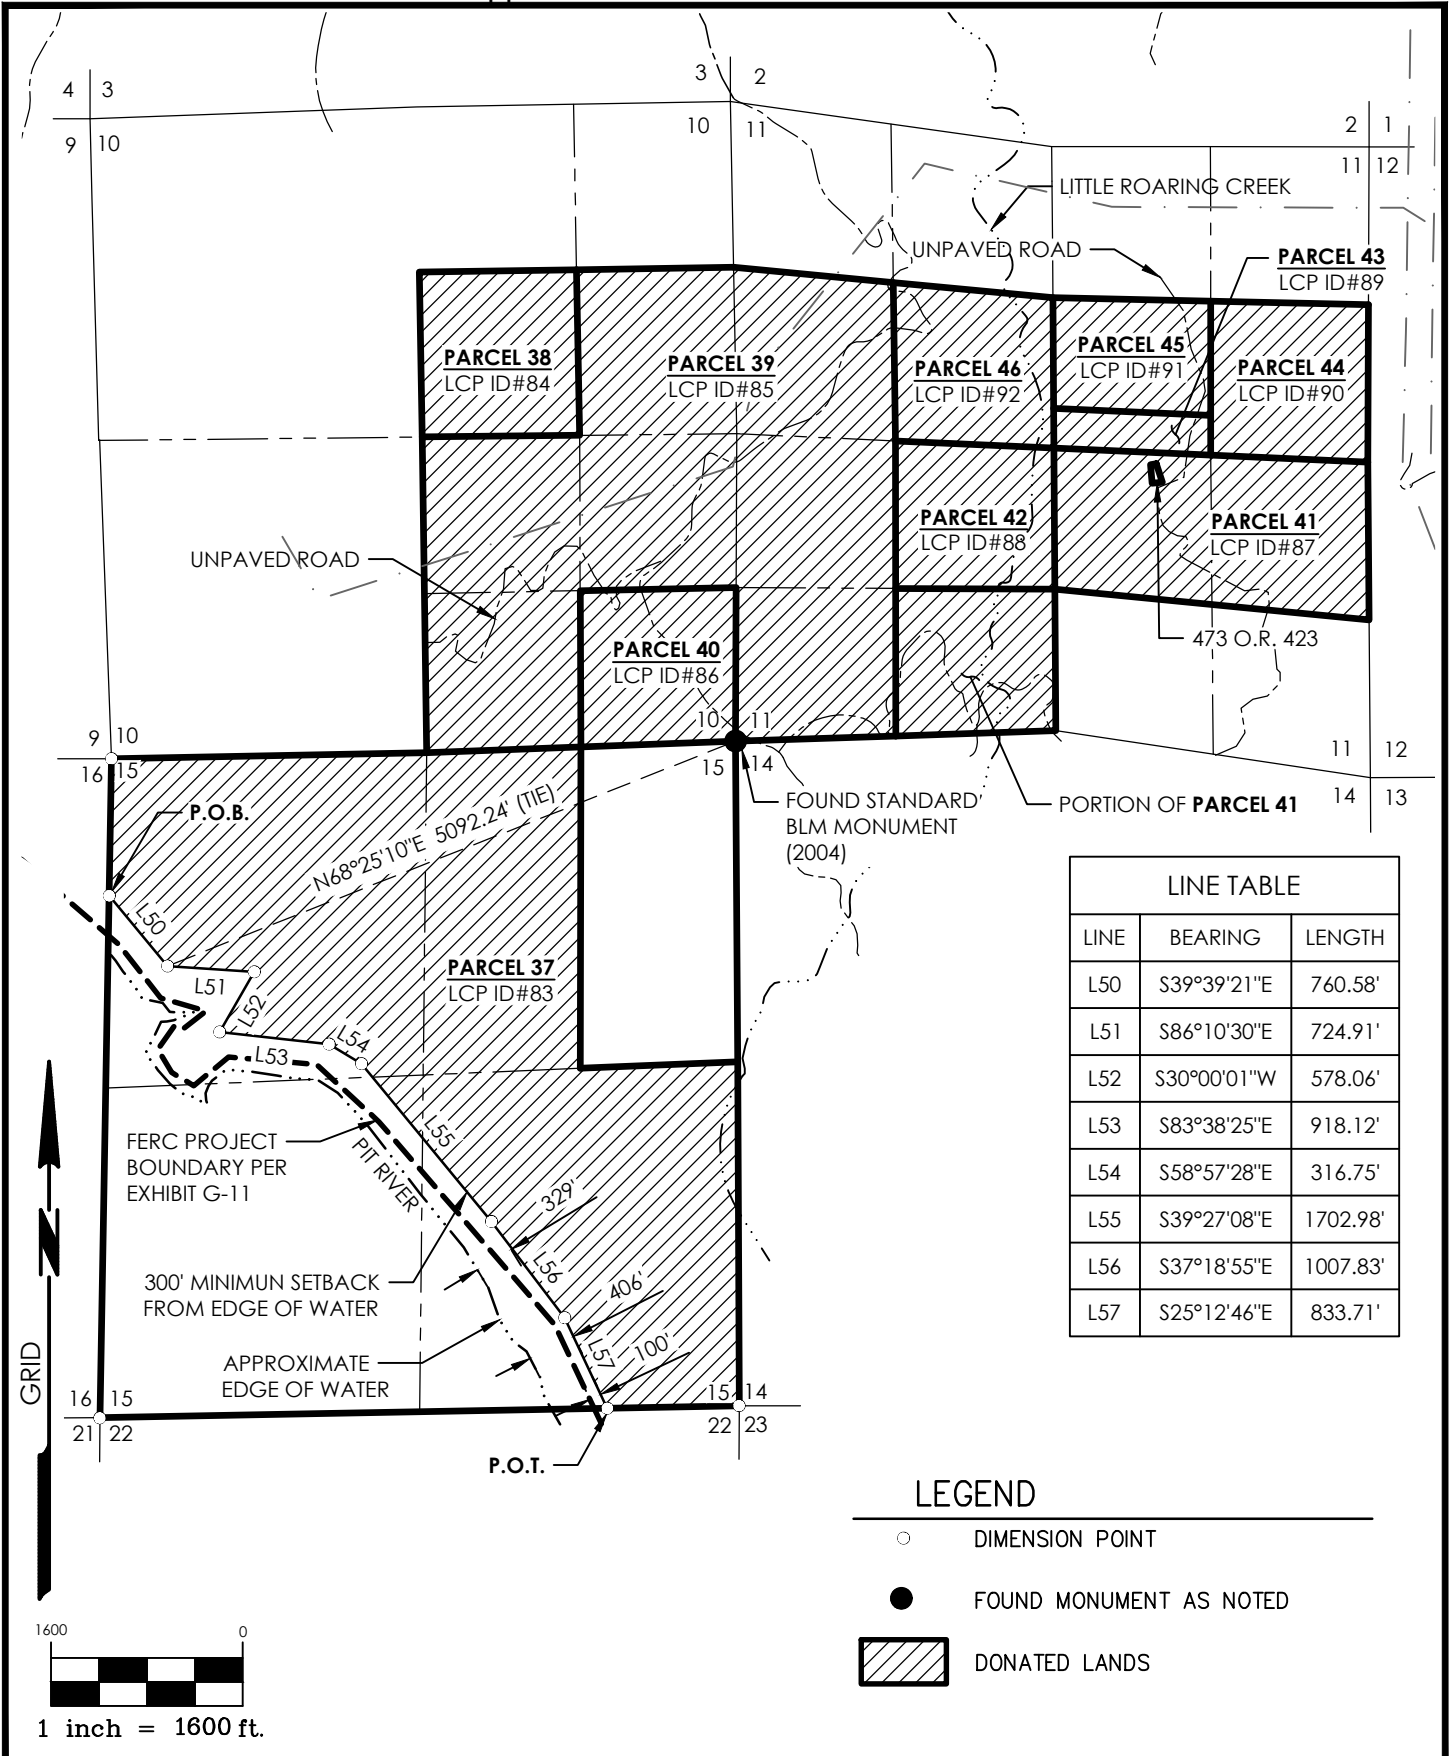 4 3
3 2
2 1
9 10
10 11
11 12
LITTLE ROARING CREEK
UNPAVED ROAD
PARCEL 43
LCP ID#89
PARCEL 38
LCP ID#84
PARCEL 39
LCP ID#85
PARCEL 46
LCP ID#92
PARCEL 45
LCP ID#91
PARCEL 44
LCP ID#90
PARCEL 42
LCP ID#88
PARCEL 41
LCP ID#87
UNPAVED ROAD
PARCEL 40
LCP ID#86
473 O.R. 423
9 10
16 15
10 11
15 14
11 12
14 13
P.O.B.
N68°25'10"E 5092.24' (TIE)
FOUND STANDARD
BLM MONUMENT
(2004)
PORTION OF PARCEL 41
L50
L51
L52
L53
L54
PARCEL 37
LCP ID#83
L55
L56
L57
329'
406'
100'
FERC PROJECT
BOUNDARY PER
EXHIBIT G-11
PIT RIVER
300' MINIMUN SETBACK
FROM EDGE OF WATER
APPROXIMATE
EDGE OF WATER
16 15
21 22
15 14
22 23
P.O.T.
LINE TABLE
LINE BEARING LENGTH
L50 S39°39'21"E 760.58'
L51 S86°10'30"E 724.91'
L52 S30°00'01"W 578.06'
L53 S83°38'25"E 918.12'
L54 S58°57'28"E 316.75'
L55 S39°27'08"E 1702.98'
L56 S37°18'55"E 1007.83'
L57 S25°12'46"E 833.71'
N
GRID
LEGEND
DIMENSION POINT
FOUND MONUMENT AS NOTED
DONATED LANDS
1600 0
1 inch = 1600 ft.